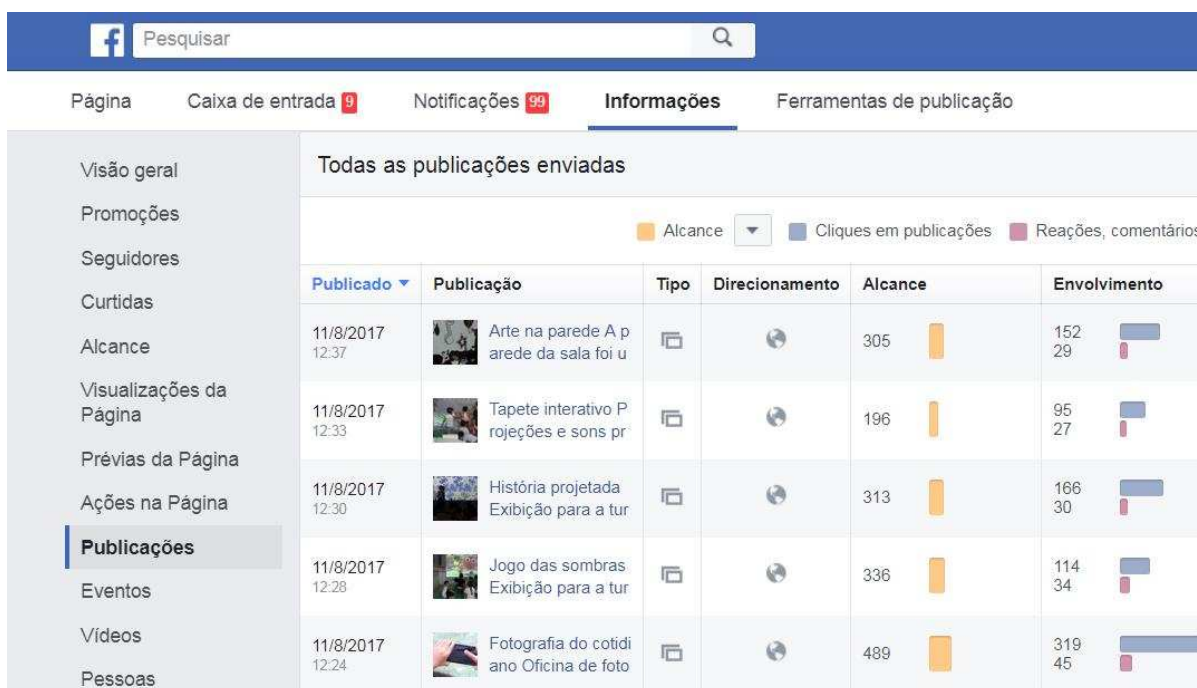 f Pesquisar
Página Caixa de entrada 9 Notificações 99 Informações Ferramentas de publicação
Visão geral
Promoções
Seguidores
Curtidas
Alcance
Visualizações da
Página
Prévias da Página
Ações na Página
Publicações
Eventos
Vídeos
Pessoas
Todas as publicações enviadas
Alcance Cliques em publicações Reações, comentários
Publicado Publicação Tipo Direcionamento Alcance Envolvimento
11/8/2017
12:37
Arte na parede A p
arede da sala foi u
305
152
29
11/8/2017
12:33
Tapete interativo P
rojeções e sons pr
196
95
27
11/8/2017
12:30
História projetada
Exibição para a tur
313
166
30
11/8/2017
12:28
Jogo das sombras
Exibição para a tur
336
114
34
11/8/2017
12:24
Fotografia do cotidi
ano Oficina de foto
489
319
45